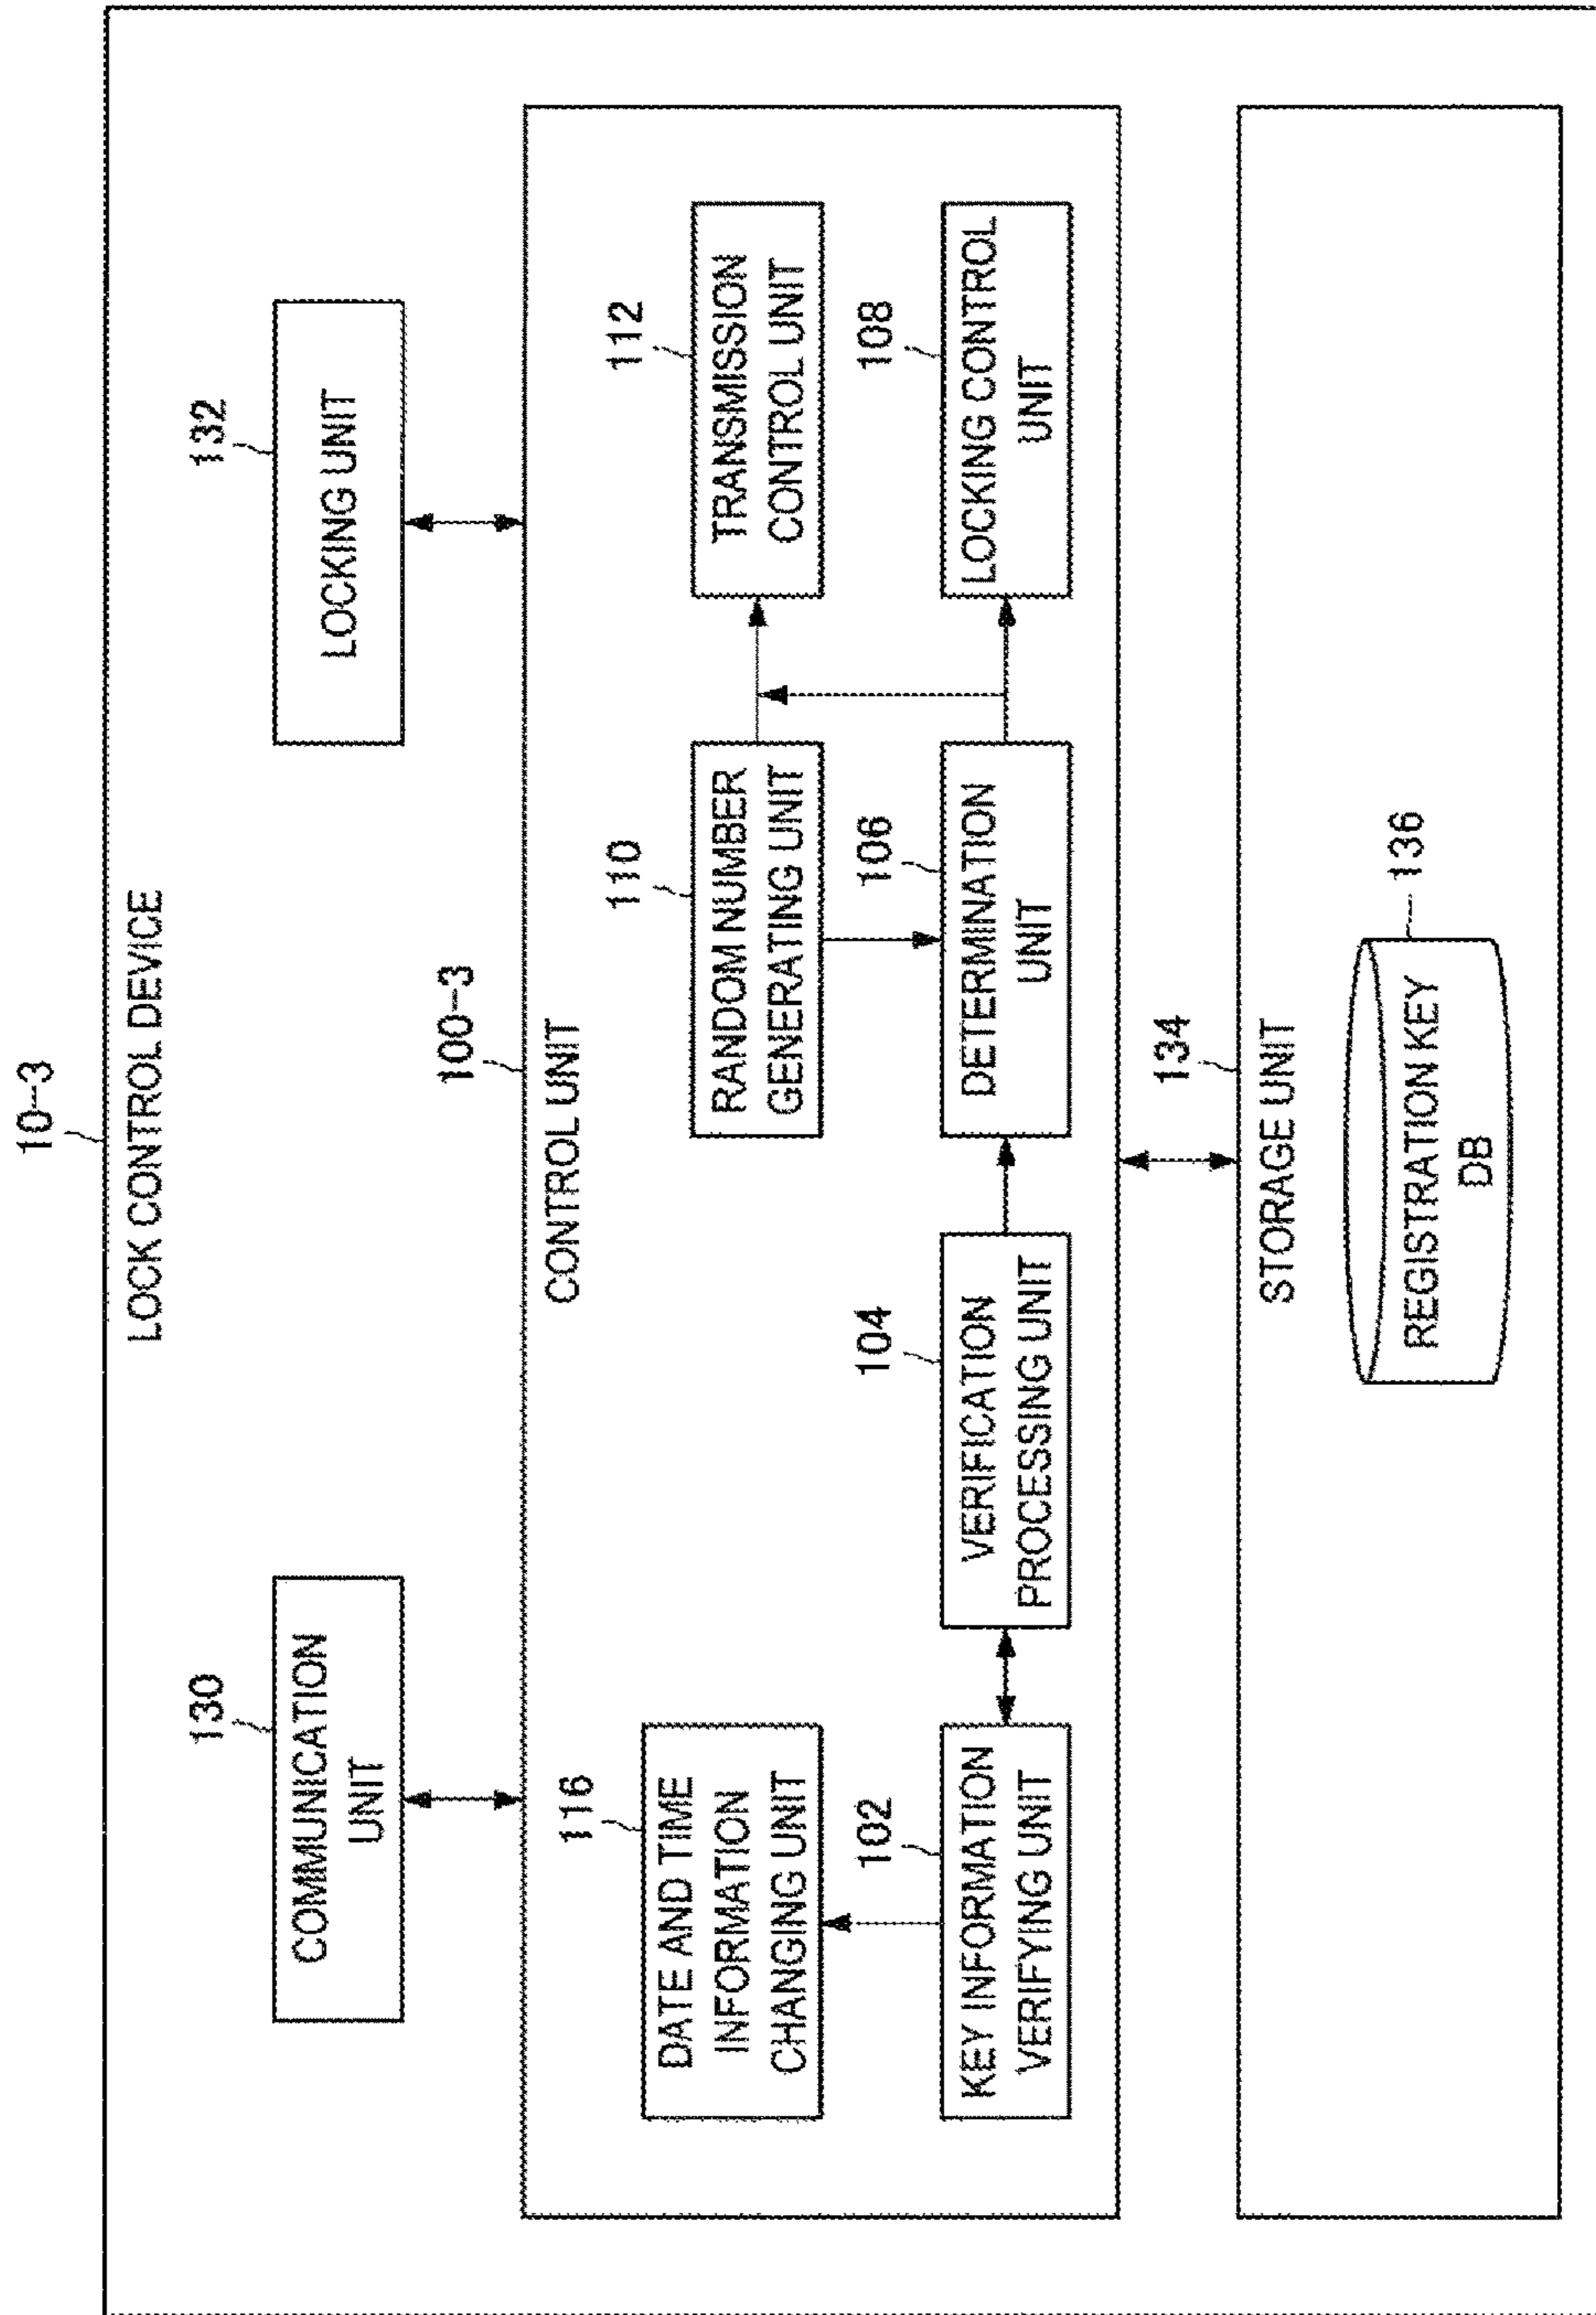 10-3
LOCK CONTROL DEVICE
130
COMMUNICATION
UNIT
132
LOCKING UNIT
100-3
CONTROL UNIT
116
DATE AND TIME
INFORMATION
CHANGING UNIT
110
RANDOM NUMBER
GENERATING UNIT
112
TRANSMISSION
CONTROL UNIT
102
KEY INFORMATION
VERIFYING UNIT
104
VERIFICATION
PROCESSING UNIT
106
DETERMINATION
UNIT
108
LOCKING CONTROL
UNIT
134
STORAGE UNIT
136
REGISTRATION KEY
DB